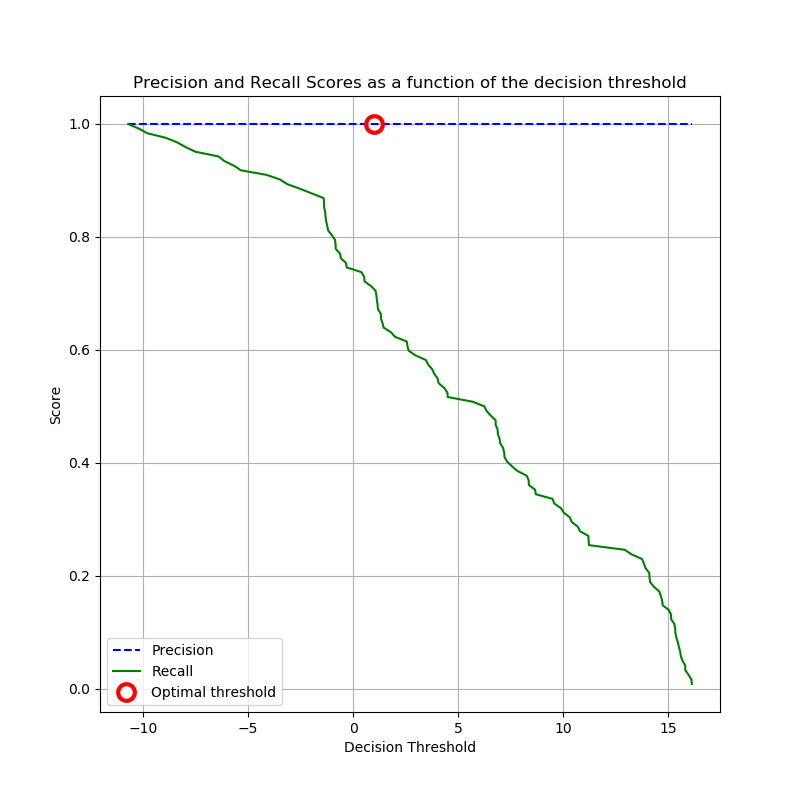 Precision and Recall Scores as a function of the decision threshold
1.0
0.8
0.6
0.4
0.2
0.0
Score
Precision
Recall
Optimal threshold
−10
−5
0
5
10
15
Decision Threshold